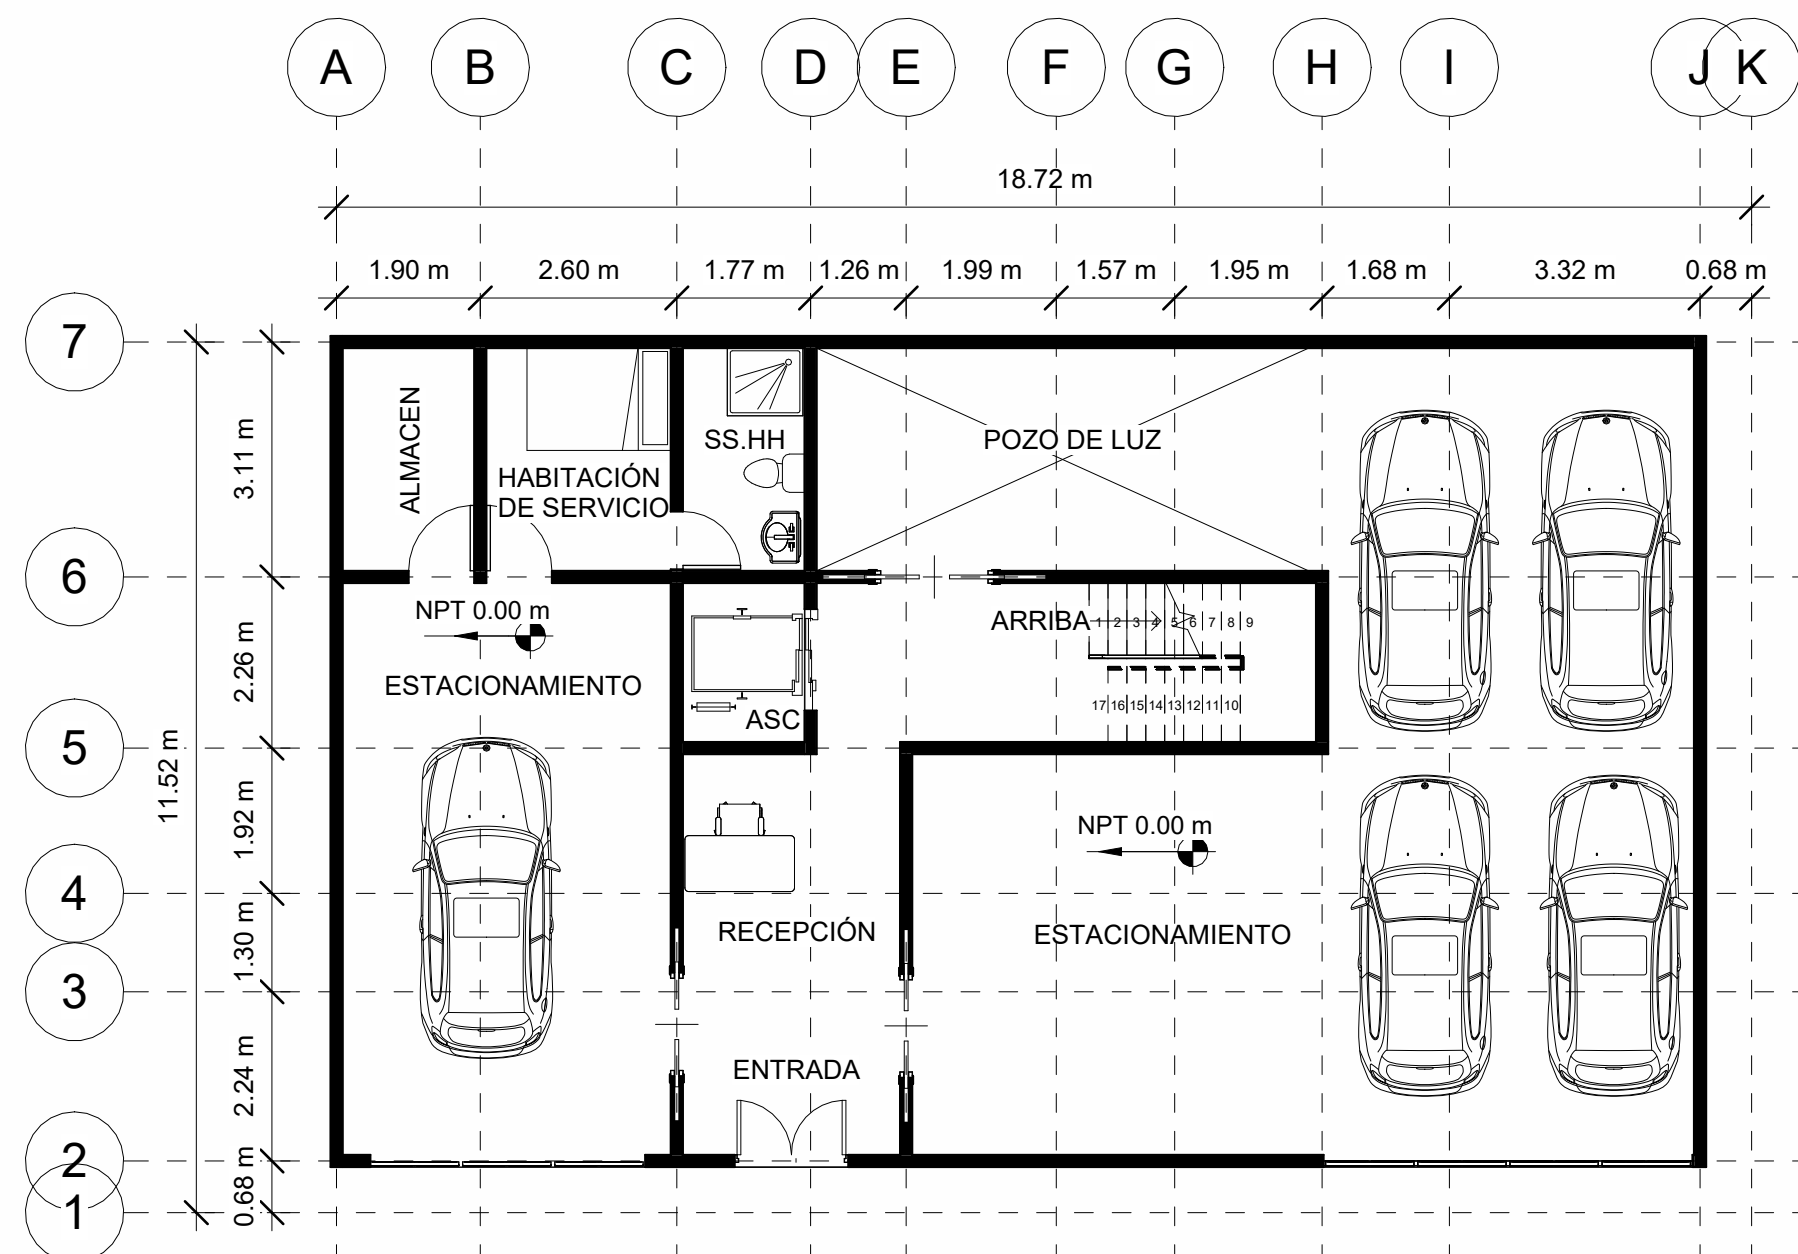 A B C D E F G H I J K
18.72 m
1.90 m 2.60 m 1.77 m 1.26 m 1.99 m 1.57 m 1.95 m 1.68 m 3.32 m 0.68 m
7
6
5
4
3
2
1
11.52 m
3.11 m
2.26 m
1.92 m
1.30 m
2.24 m
0.68 m
ALMACEN
HABITACIÓN
DE SERVICIO
SS.HH
POZO DE LUZ
NPT 0.00 m
ESTACIONAMIENTO
ASC
ARRIBA
1 2 3 4 5 6 7 8 9
17 16 15 14 13 12 11 10
NPT 0.00 m
RECEPCIÓN
ESTACIONAMIENTO
ENTRADA